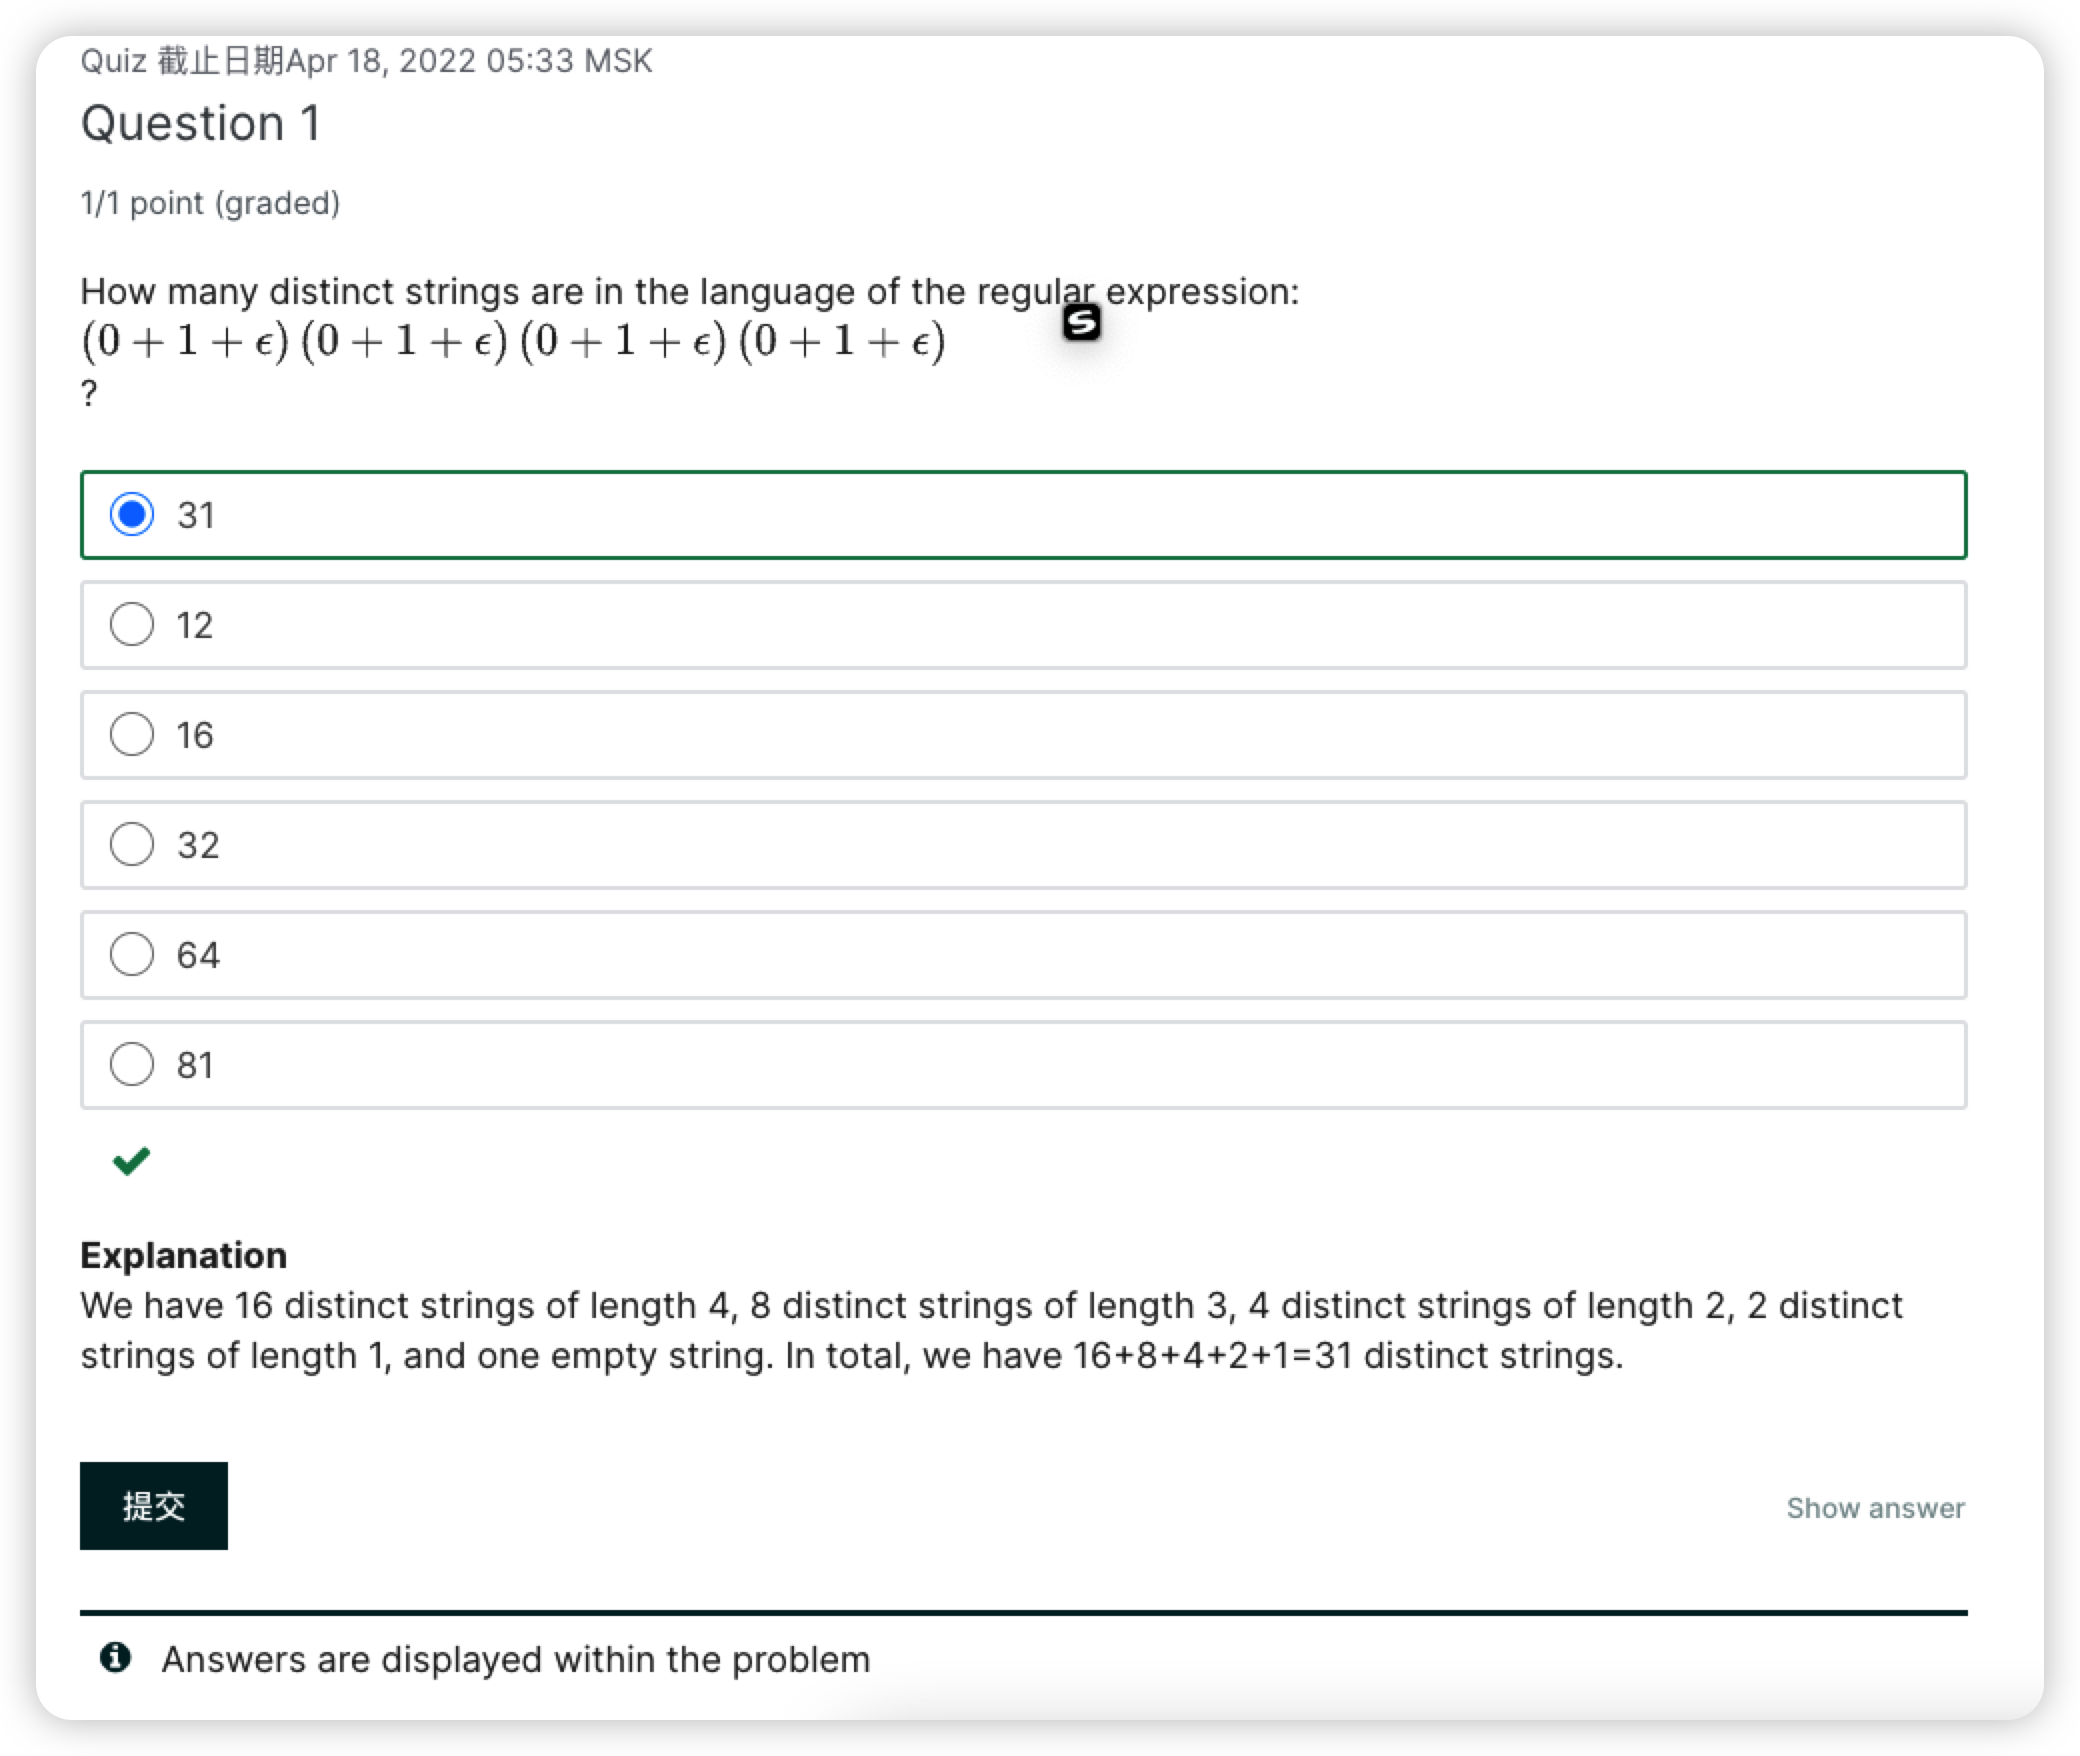 Quiz 截止日期Apr 18, 2022 05:33 MSK
Question 1
1/1 point (graded)
How many distinct strings are in the language of the regular expression:
(0 + 1 + ϵ) (0 + 1 + ϵ) (0 + 1 + ϵ) (0 + 1 + ϵ)
?
31
12
16
32
64
81
Explanation
We have 16 distinct strings of length 4, 8 distinct strings of length 3, 4 distinct strings of length 2, 2 distinct
strings of length 1, and one empty string. In total, we have 16+8+4+2+1=31 distinct strings.
提交
Show answer
Answers are displayed within the problem